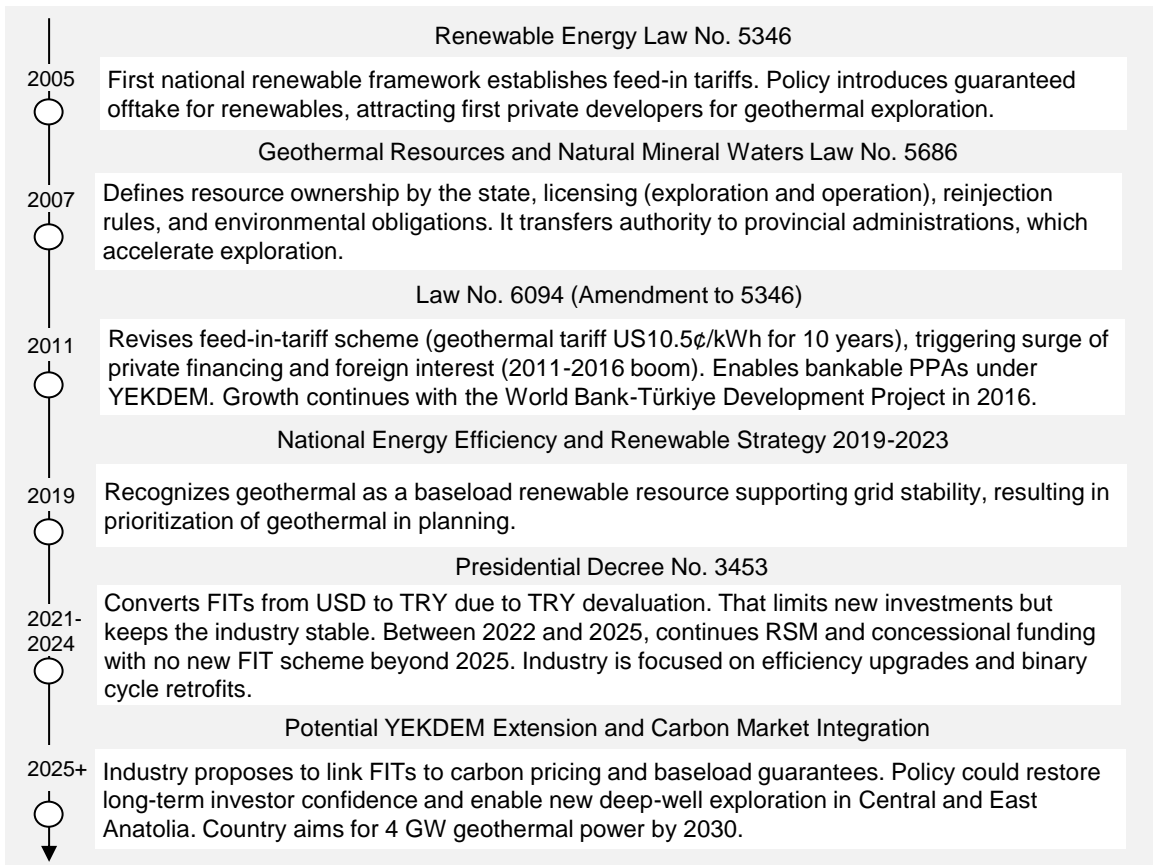 Renewable Energy Law No. 5346
2005
First national renewable framework establishes feed-in tariffs. Policy introduces guaranteed
offtake for renewables, attracting first private developers for geothermal exploration.
Geothermal Resources and Natural Mineral Waters Law No. 5686
2007
Defines resource ownership by the state, licensing (exploration and operation), reinjection
rules, and environmental obligations. It transfers authority to provincial administrations, which
accelerate exploration.
Law No. 6094 (Amendment to 5346)
2011
Revises feed-in-tariff scheme (geothermal tariff US10.5¢/kWh for 10 years), triggering surge of
private financing and foreign interest (2011-2016 boom). Enables bankable PPAs under
YEKDEM. Growth continues with the World Bank-Türkiye Development Project in 2016.
National Energy Efficiency and Renewable Strategy 2019-2023
2019
Recognizes geothermal as a baseload renewable resource supporting grid stability, resulting in
prioritization of geothermal in planning.
Presidential Decree No. 3453
2021-
2024
Converts FITs from USD to TRY due to TRY devaluation. That limits new investments but
keeps the industry stable. Between 2022 and 2025, continues RSM and concessional funding
with no new FIT scheme beyond 2025. Industry is focused on efficiency upgrades and binary
cycle retrofits.
Potential YEKDEM Extension and Carbon Market Integration
2025+
Industry proposes to link FITs to carbon pricing and baseload guarantees. Policy could restore
long-term investor confidence and enable new deep-well exploration in Central and East
Anatolia. Country aims for 4 GW geothermal power by 2030.